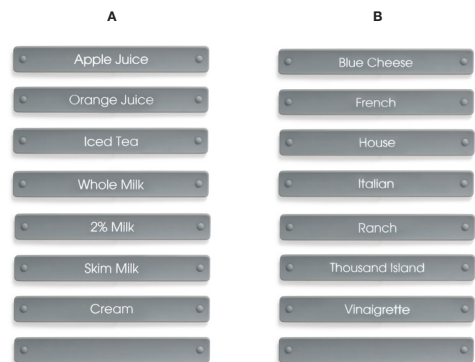 A
Apple Juice
Orange Juice
Iced Tea
Whole Milk
2% Milk
Skim Milk
Cream
B
Blue Cheese
French
House
Italian
Ranch
Thousand Island
Vinaigrette